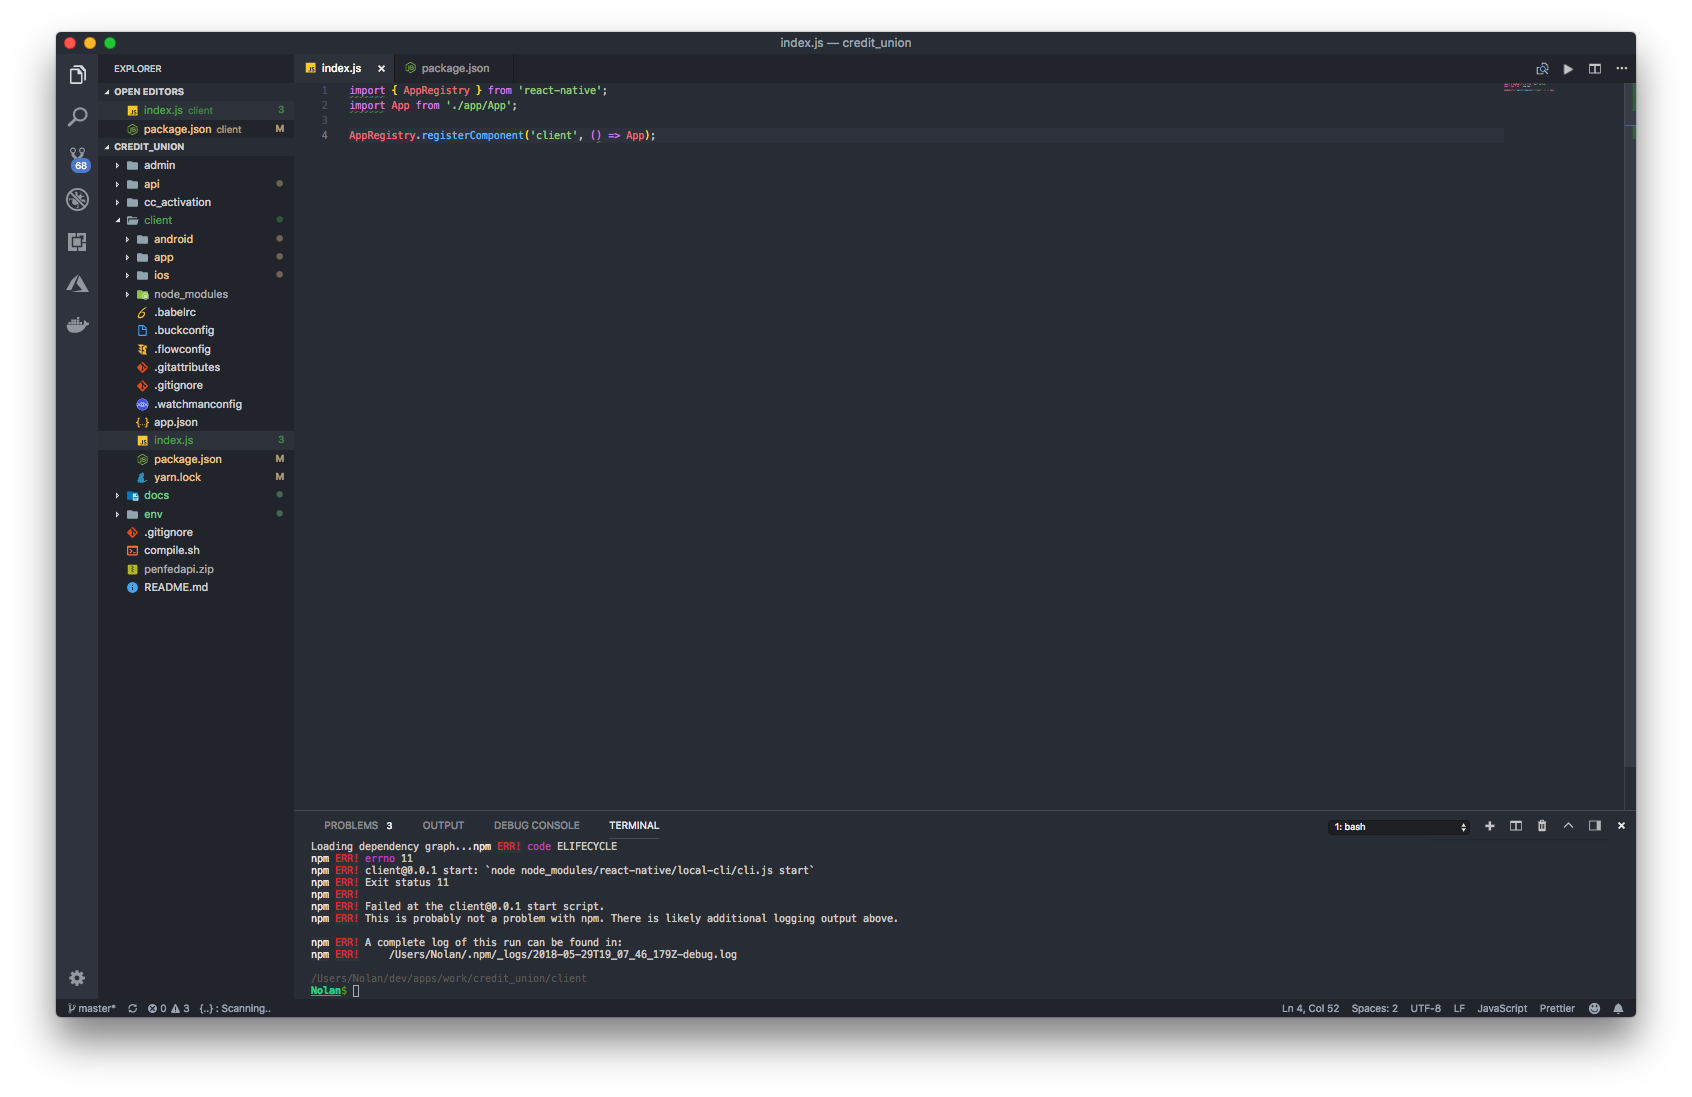 index.js — credit_union
EXPLORER
OPEN EDITORS
index.js client 3
package.json client M
CREDIT_UNION
68
admin
api
cc_activation
client
android
app
ios
node_modules
.babelrc
.buckconfig
.flowconfig
.gitattributes
.gitignore
.watchmanconfig
{..} app.json
index.js 3
package.json M
yarn.lock M
docs
env
.gitignore
compile.sh
penfedapi.zip
README.md
index.js × package.json
1 import { AppRegistry } from 'react-native';
2 import App from './app/App';
3
4 AppRegistry.registerComponent('client', () => App);
PROBLEMS 3 OUTPUT DEBUG CONSOLE TERMINAL
1: bash
Loading dependency graph...npm ERR! code ELIFECYCLE
npm ERR! errno 11
npm ERR! client@0.0.1 start: `node node_modules/react-native/local-cli/cli.js start`
npm ERR! Exit status 11
npm ERR!
npm ERR! Failed at the client@0.0.1 start script.
npm ERR! This is probably not a problem with npm. There is likely additional logging output above.
npm ERR! A complete log of this run can be found in:
npm ERR!     /Users/Nolan/.npm/_logs/2018-05-29T19_07_46_179Z-debug.log
/Users/Nolan/dev/apps/work/credit_union/client
Nolan$
master* 0 3 {..} : Scanning.. Ln 4, Col 52 Spaces: 2 UTF-8 LF JavaScript Prettier